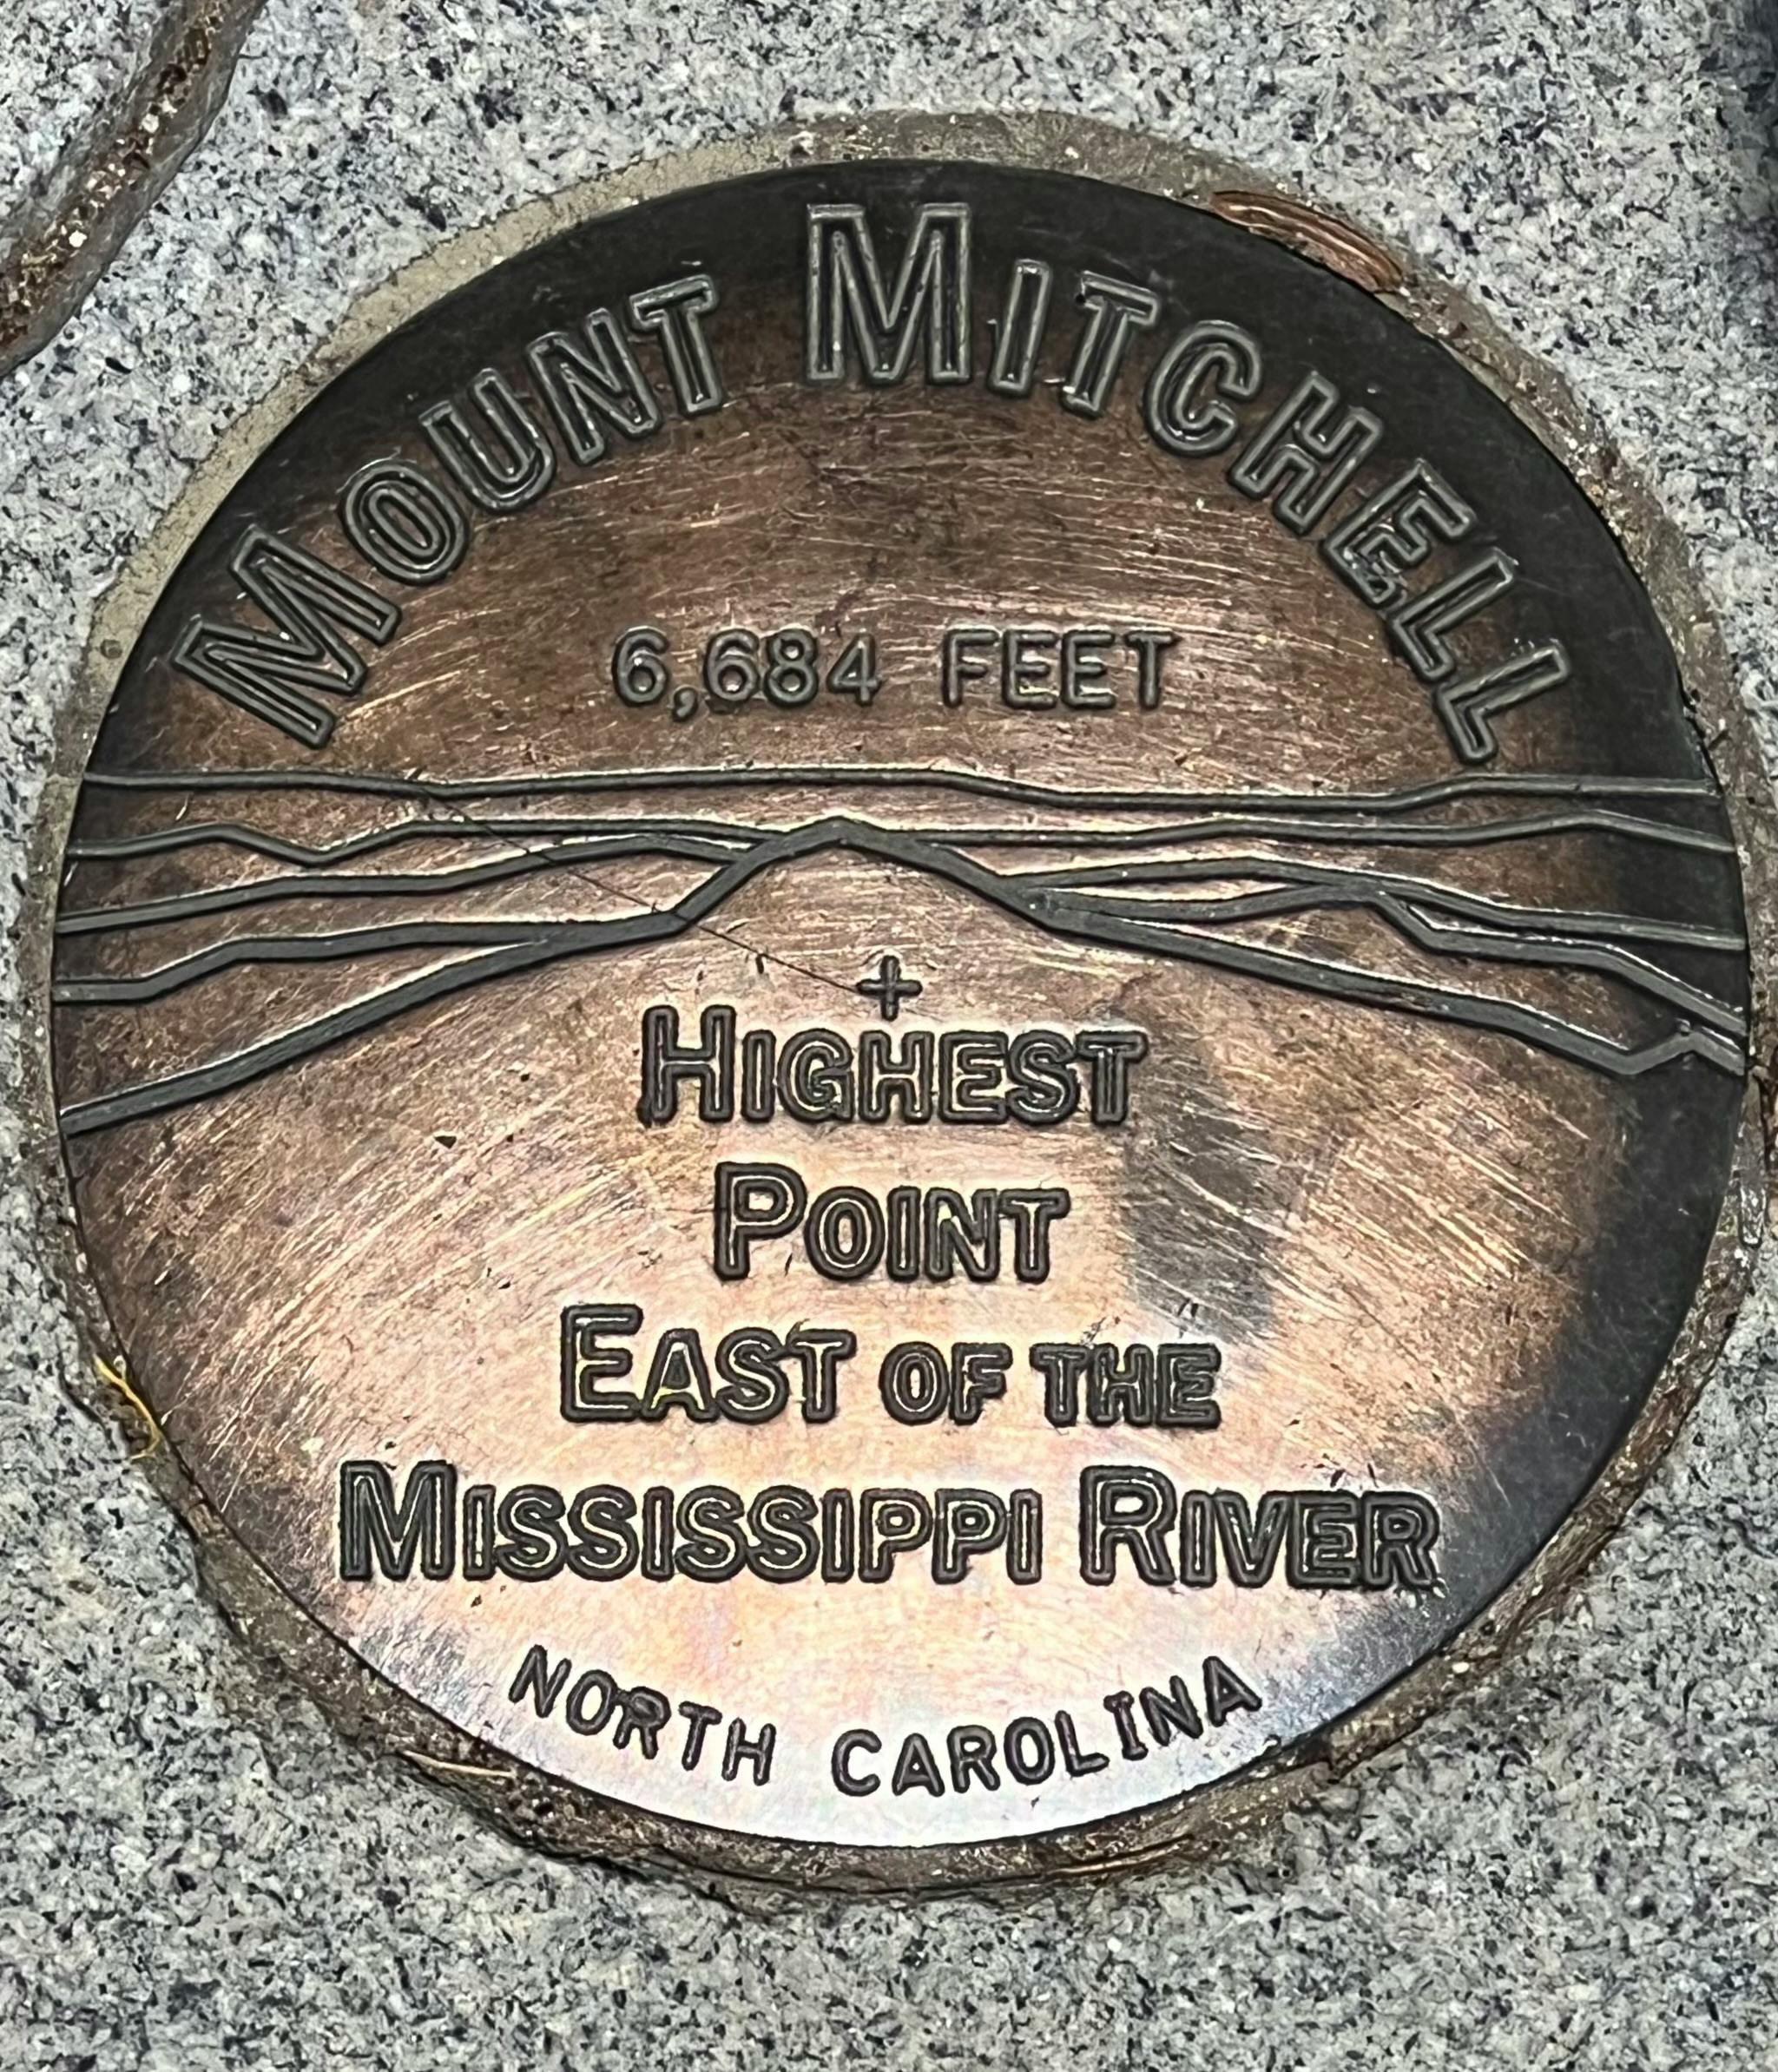 MOUNT MITCHELL
6,684 FEET
+
HIGHEST
POINT
EAST OF THE
MISSISSIPPI RIVER
NORTH CAROLINA